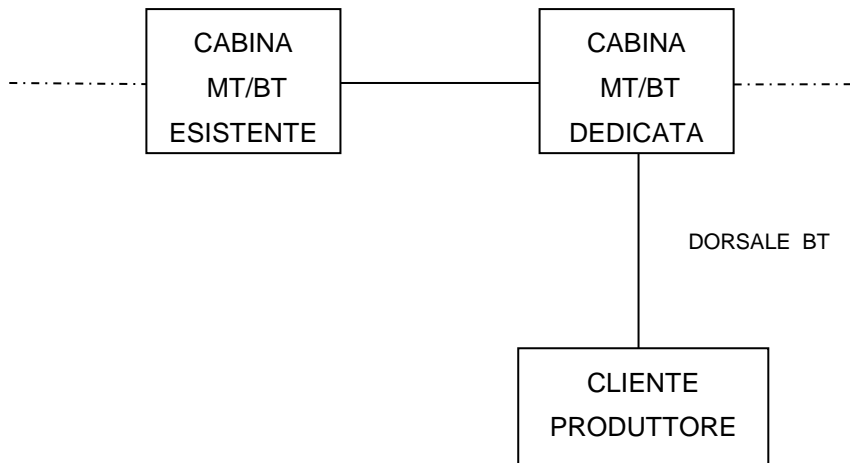 CABINA
MT/BT
ESISTENTE
CABINA
MT/BT
DEDICATA
DORSALE BT
CLIENTE
PRODUTTORE